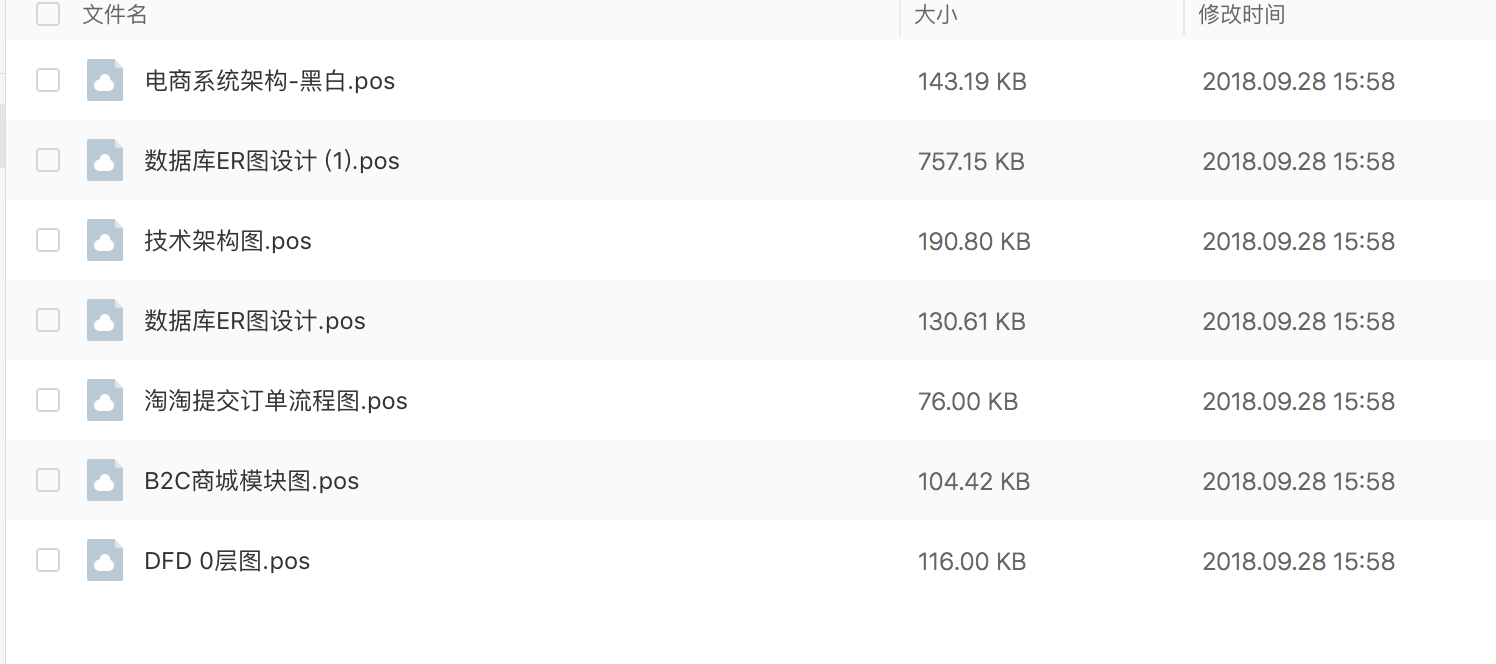 文件名 大小 修改时间
电商系统架构-黑白.pos 143.19 KB 2018.09.28 15:58
数据库ER图设计 (1).pos 757.15 KB 2018.09.28 15:58
技术架构图.pos 190.80 KB 2018.09.28 15:58
数据库ER图设计.pos 130.61 KB 2018.09.28 15:58
淘淘提交订单流程图.pos 76.00 KB 2018.09.28 15:58
B2C商城模块图.pos 104.42 KB 2018.09.28 15:58
DFD 0层图.pos 116.00 KB 2018.09.28 15:58